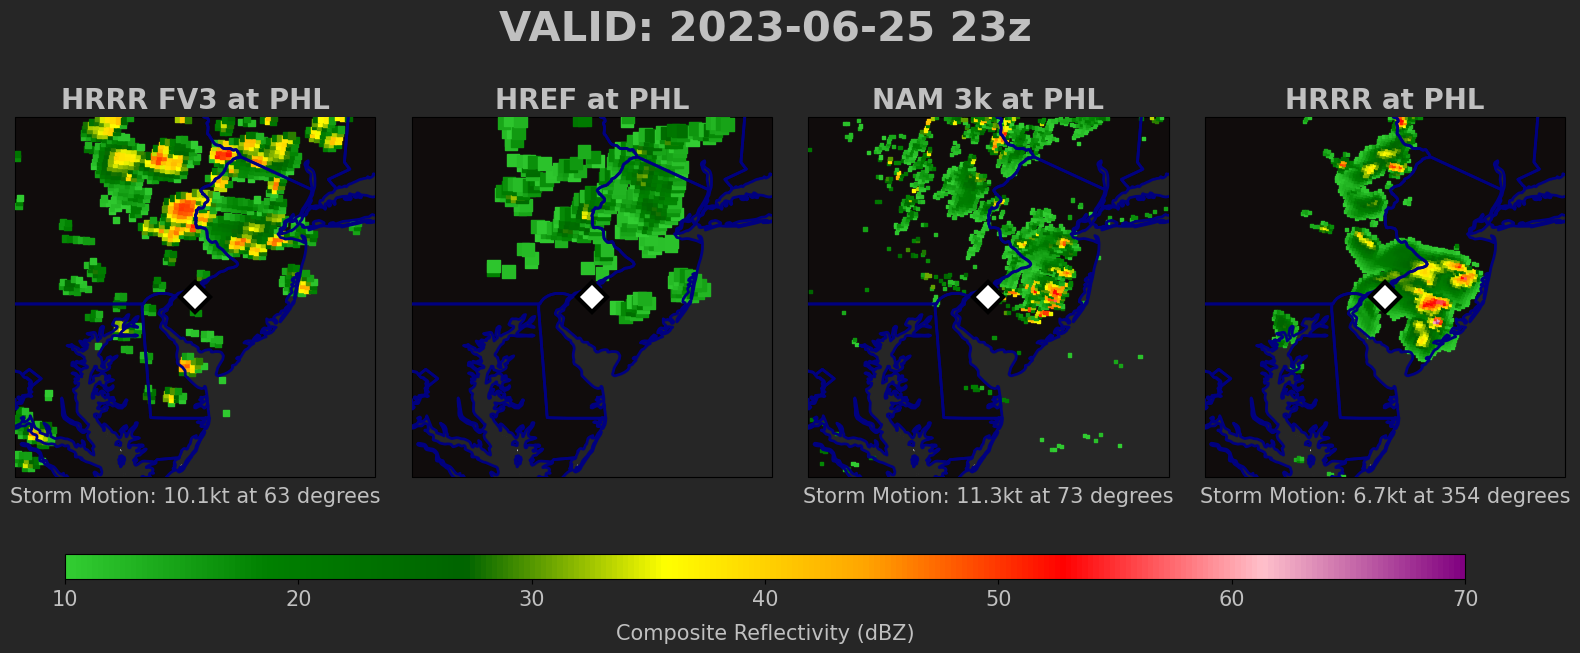 VALID: 2023-06-25 23z
HRRR FV3 at PHL
HREF at PHL
NAM 3k at PHL
HRRR at PHL
Storm Motion: 10.1kt at 63 degrees
Storm Motion: 11.3kt at 73 degrees
Storm Motion: 6.7kt at 354 degrees
10 20 30 40 50 60 70
Composite Reflectivity (dBZ)